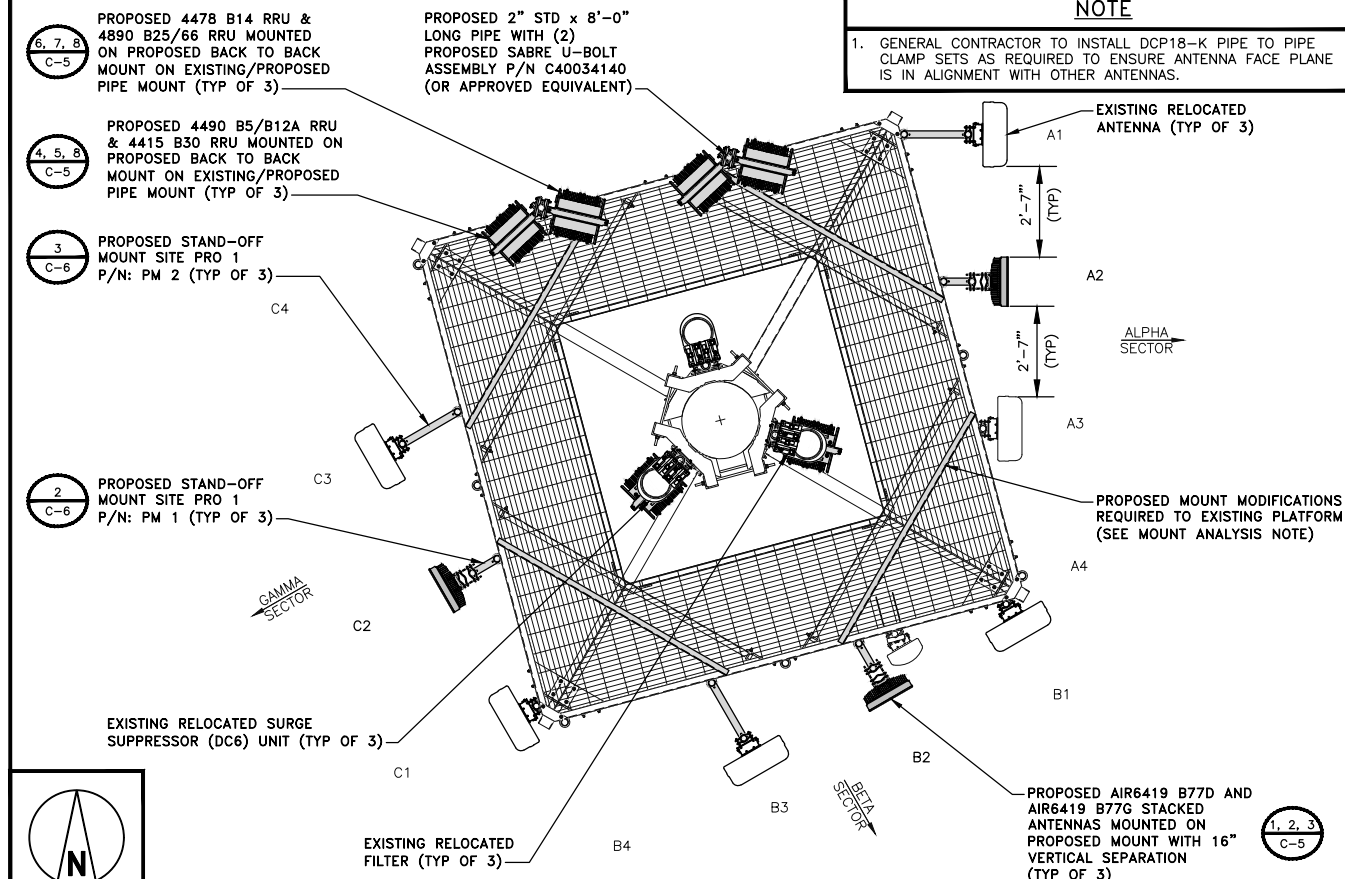 6, 7, 8
C-5
PROPOSED 4478 B14 RRU &
4890 B25/66 RRU MOUNTED
ON PROPOSED BACK TO BACK
MOUNT ON EXISTING/PROPOSED
PIPE MOUNT (TYP OF 3)
PROPOSED 2" STD x 8'-0"
LONG PIPE WITH (2)
PROPOSED SABRE U-BOLT
ASSEMBLY P/N C40034140
(OR APPROVED EQUIVALENT)
NOTE
1. GENERAL CONTRACTOR TO INSTALL DCP18-K PIPE TO PIPE
CLAMP SETS AS REQUIRED TO ENSURE ANTENNA FACE PLANE
IS IN ALIGNMENT WITH OTHER ANTENNAS.
4, 5, 8
C-5
PROPOSED 4490 B5/B12A RRU
& 4415 B30 RRU MOUNTED ON
PROPOSED BACK TO BACK
MOUNT ON EXISTING/PROPOSED
PIPE MOUNT (TYP OF 3)
A1
EXISTING RELOCATED
ANTENNA (TYP OF 3)
2'-7"'
(TYP)
3
C-6
PROPOSED STAND-OFF
MOUNT SITE PRO 1
P/N: PM 2 (TYP OF 3)
A2
C4
2'-7"'
(TYP)
ALPHA
SECTOR
A3
C3
2
C-6
PROPOSED STAND-OFF
MOUNT SITE PRO 1
P/N: PM 1 (TYP OF 3)
PROPOSED MOUNT MODIFICATIONS
REQUIRED TO EXISTING PLATFORM
(SEE MOUNT ANALYSIS NOTE)
A4
GAMMA
SECTOR
C2
B1
EXISTING RELOCATED SURGE
SUPPRESSOR (DC6) UNIT (TYP OF 3)
B2
C1
B3
BETA
SECTOR
B4
EXISTING RELOCATED
FILTER (TYP OF 3)
PROPOSED AIR6419 B77D AND
AIR6419 B77G STACKED
ANTENNAS MOUNTED ON
PROPOSED MOUNT WITH 16"
VERTICAL SEPARATION
(TYP OF 3)
1, 2, 3
C-5
N